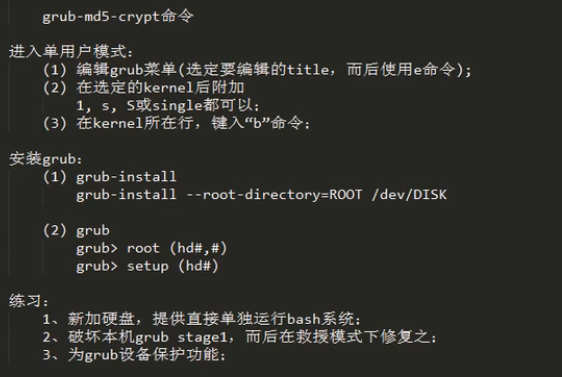 grub-md5-crypt命令
进入单用户模式:
(1) 编辑grub菜单(选定要编辑的title，而后使用e命令);
(2) 在选定的kernel后附加
1, s, S或single都可以;
(3) 在kernel所在行，键入“b”命令;
安装grub:
(1) grub-install
grub-install --root-directory=ROOT /dev/DISK
(2) grub
grub> root (hd#,#)
grub> setup (hd#)
练习:
1、新加硬盘，提供直接单独运行bash系统;
2、破坏本机grub stage1，而后在救援模式下修复之;
3、为grub设备保护功能;